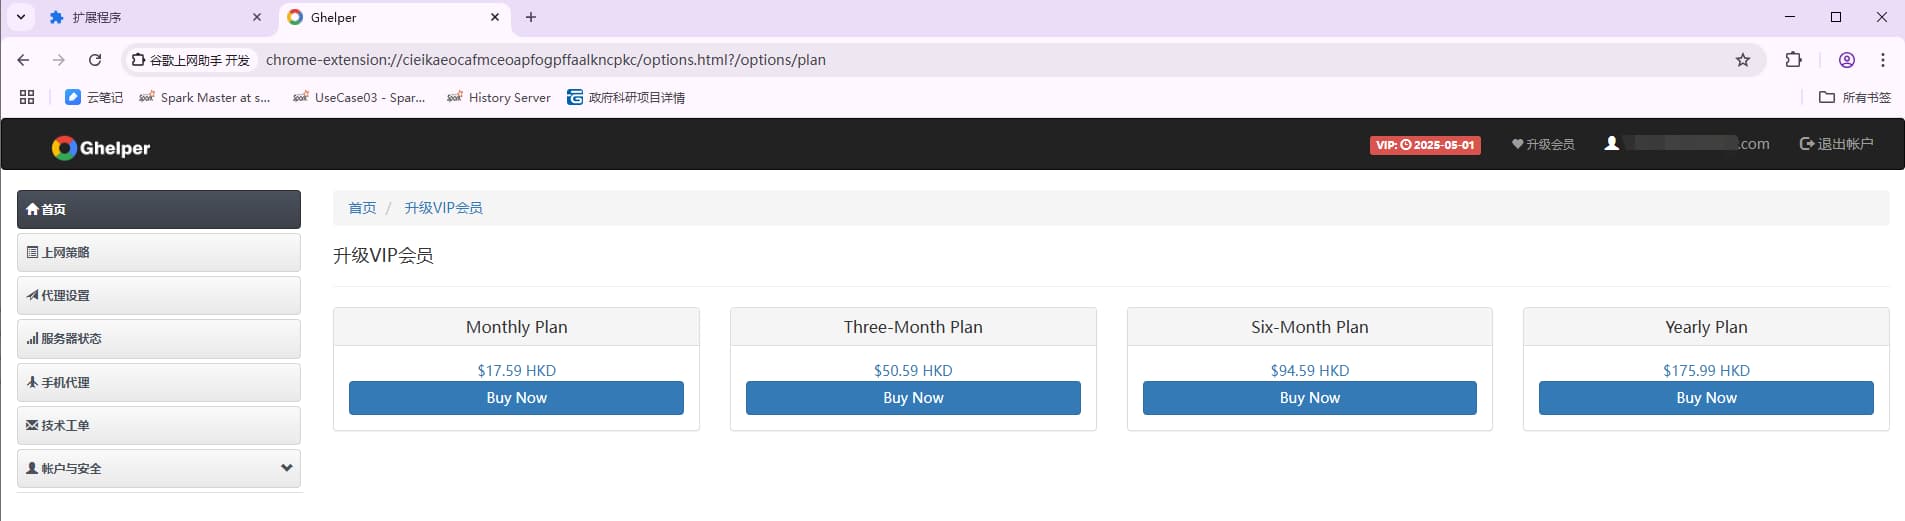 扩展程序
Ghelper
谷歌上网助手 开发
chrome-extension://cieikaeocafmceoapfogpffaalkncpkc/options.html?/options/plan
云笔记
Spark Master at s...
UseCase03 - Spar...
History Server
政府科研项目详情
所有书签
Ghelper
VIP: 2025-05-01
升级会员
.com
退出帐户
首页
上网策略
代理设置
服务器状态
手机代理
技术工单
帐户与安全
首页 / 升级VIP会员
升级VIP会员
Monthly Plan
$17.59 HKD
Buy Now
Three-Month Plan
$50.59 HKD
Buy Now
Six-Month Plan
$94.59 HKD
Buy Now
Yearly Plan
$175.99 HKD
Buy Now